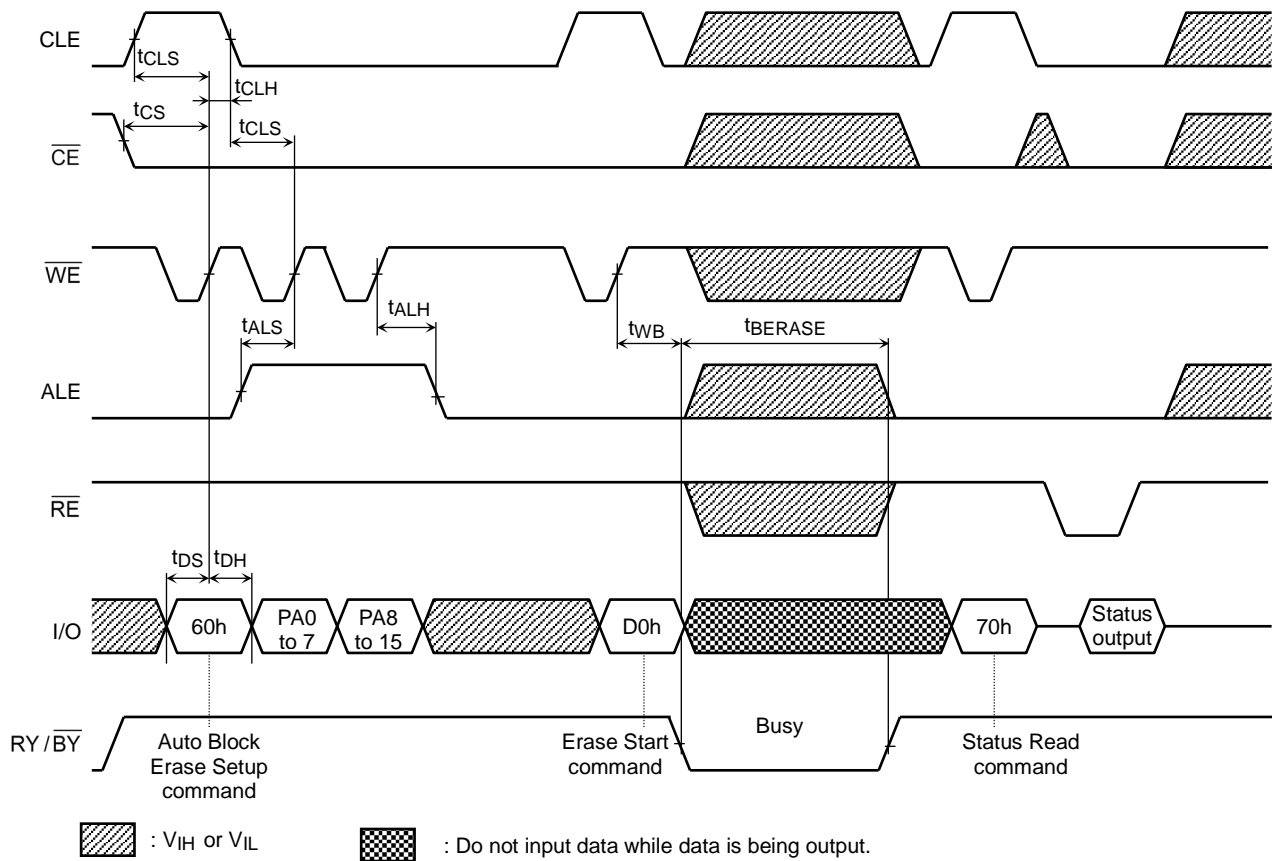 CLE
tCLS
tCLH
tCS
tCLS
CE
WE
tALS
tALH
tWB
tBERASE
ALE
RE
tDS
tDH
I/O
60h
PA0
to 7
PA8
to 15
D0h
70h
Status
output
RY / BY
Auto Block
Erase Setup
command
Erase Start
command
Busy
Status Read
command
: VIH or VIL
: Do not input data while data is being output.